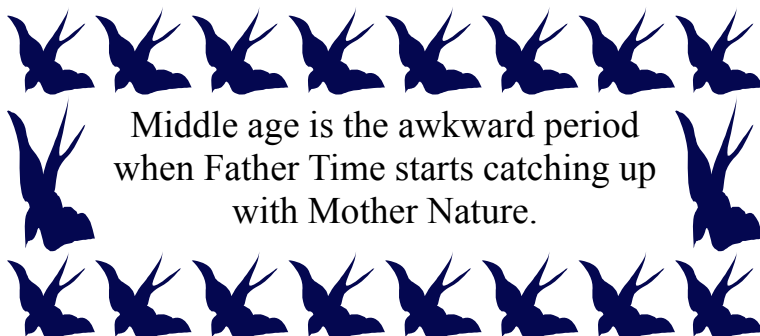 Middle age is the awkward period
when Father Time starts catching up
with Mother Nature.